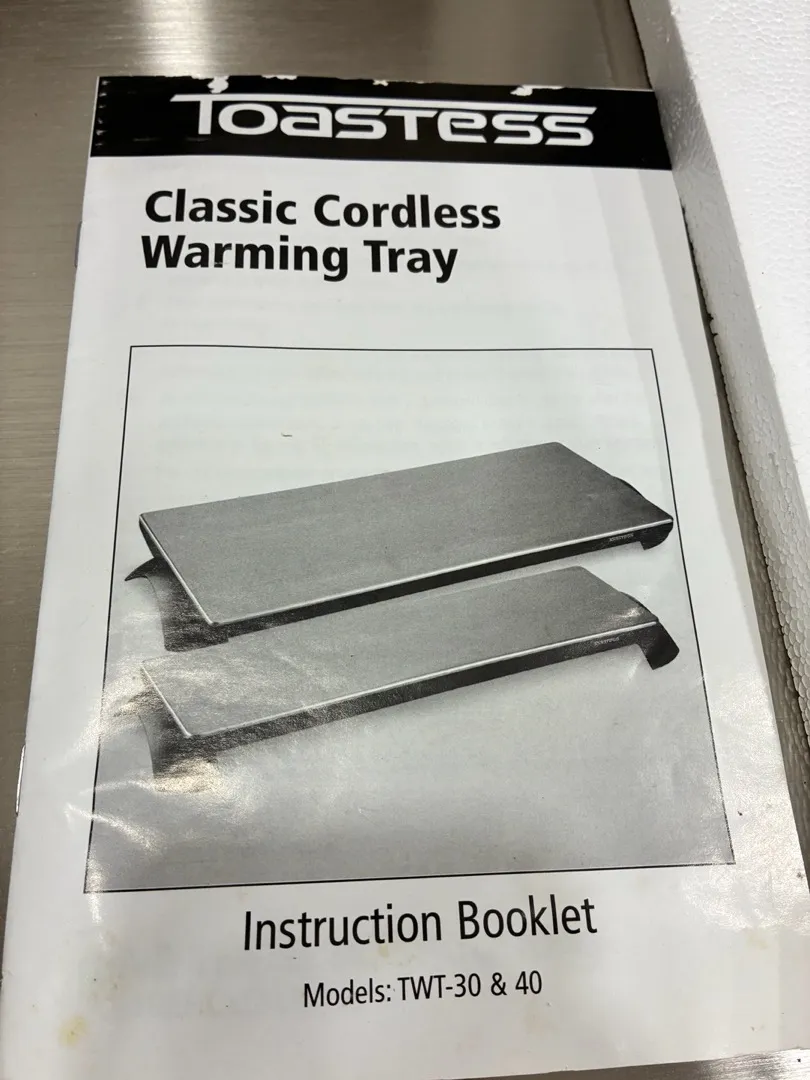 Toastess
Classic Cordless
Warming Tray
Instruction Booklet
Models: TWT-30 & 40